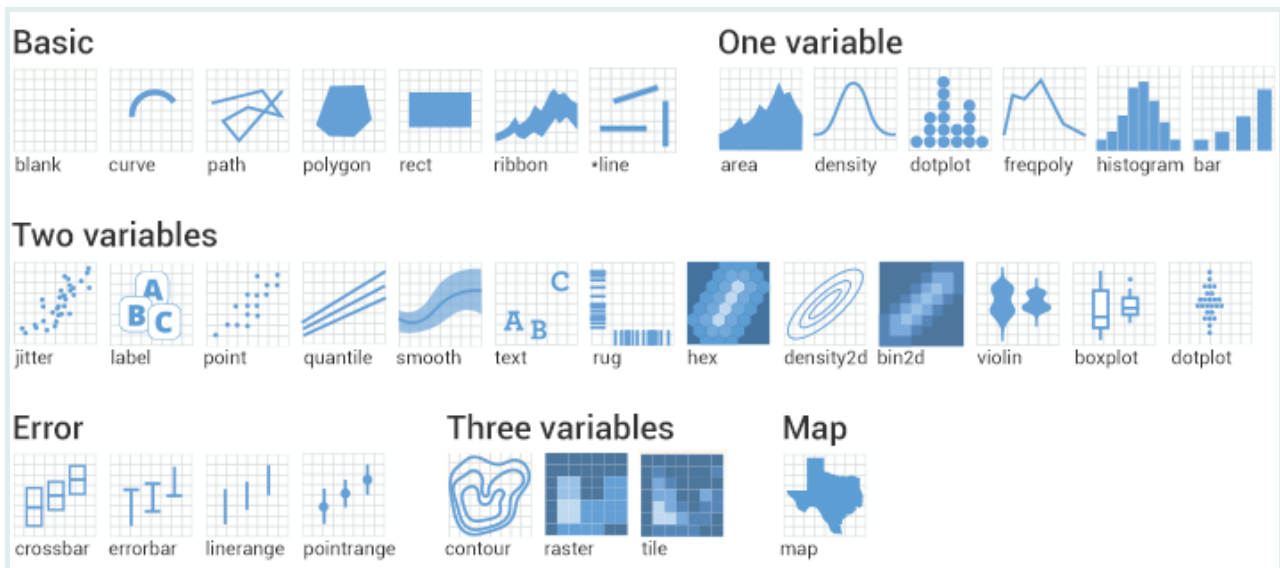 Basic
One variable
blank curve path polygon rect ribbon *line area density dotplot freqpoly histogram bar
Two variables
A
B C
C
A B
jitter label point quantile smooth text rug hex density2d bin2d violin boxplot dotplot
Error
Three variables
Map
crossbar errorbar linerange pointrange contour raster tile map